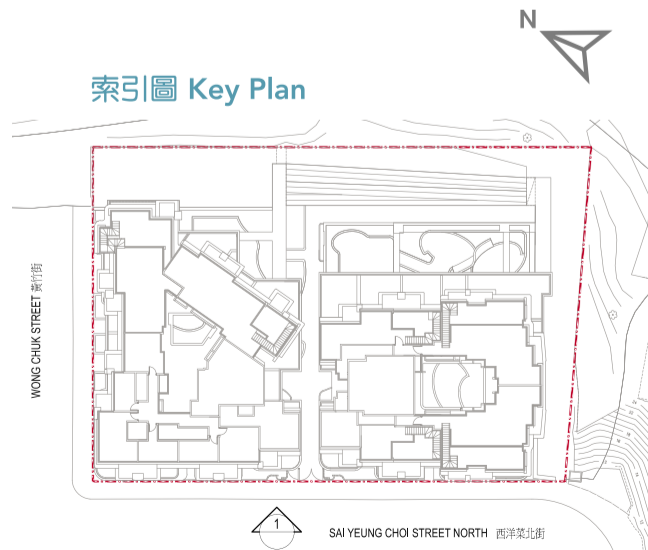 N
索引圖 Key Plan
WONG CHUK STREET 黃竹街
1
SAI YEUNG CHOI STREET NORTH 西洋菜北街